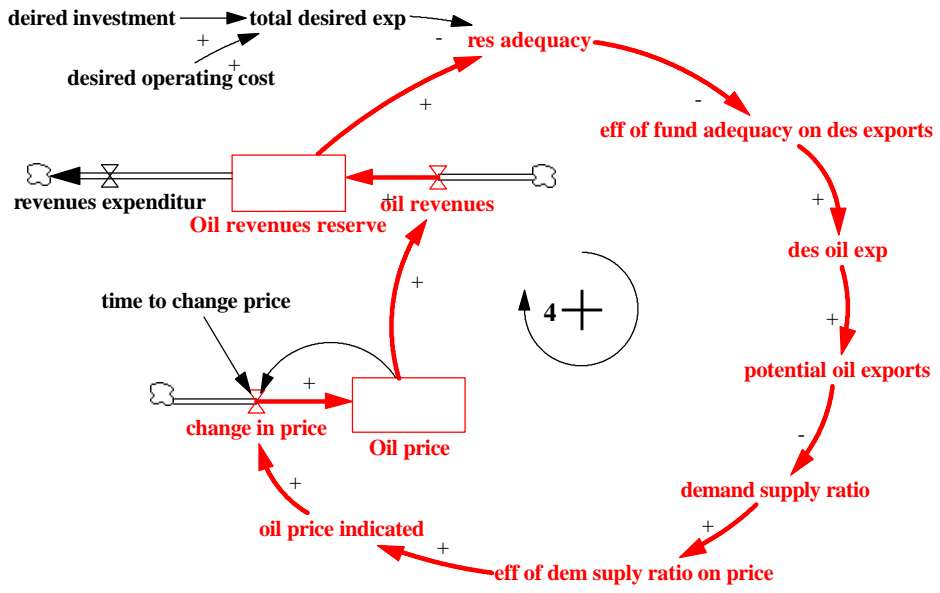 deired investment
total desired exp
+
-
res adequacy
+
desired operating cost
+
-
eff of fund adequacy on des exports
+
revenues expenditur
+
oil revenues
Oil revenues reserve
+
des oil exp
+
time to change price
4 +
+
potential oil exports
+
change in price
Oil price
-
+
demand supply ratio
+
oil price indicated
+
eff of dem suply ratio on price